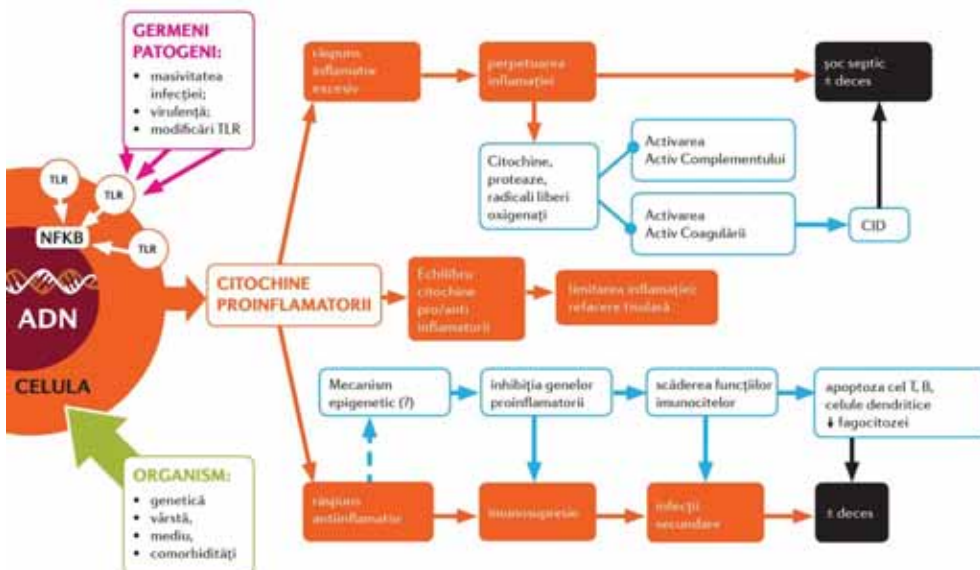 GERMENI
PATOGENI:
• masivitatea
infecției;
• virulență;
• modificări TLR
TLR
TLR
TLR
NFKB
ADN
CELULA
ORGANISM:
• genetică
• vârstă,
• mediu,
• comorbidități
CITOCHINE
PROINFLAMATORII
răspuns
inflamator
excesiv
perpetuarea
inflamației
șoc septic
± deces
Citochine,
proteaze,
radicali liberi
oxigenați
Activarea
Activ Complementului
Activarea
Activ Coagulării
CID
Echilibru
citochine
pro/anti
inflamatorii
limitarea inflamației;
refacere tisulară
Mecanism
epigenetic (?)
inhibiția genelor
proinflamatorii
scăderea funcțiilor
imunocitelor
apoptoza cel T, B,
celule dendritice
⬇ fagocitozei
răspuns
antiinflamator
imunosupresie
infecții
secundare
± deces